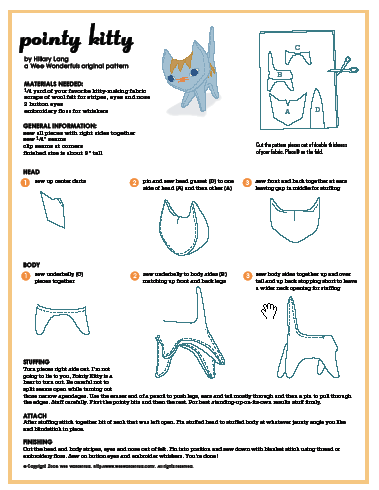 pointy kitty
by Hillary Lang
a Wee Wonderfuls original pattern
MATERIALS NEEDED:
1/4 yard of your favorite kitty-making fabric
scraps of wool felt for stripes, eyes and nose
2 button eyes
embroidery floss for whiskers
GENERAL INFORMATION:
sew all pieces with right sides together
sew 1/4" seams
clip seams at corners
finished size is about 8" tall
C
B
A
D
Cut the pattern pieces out of double thickness
of your fabric. Place B on the fold.
HEAD
1 sew up center darts
2 pin and sew head gusset (D) to one
side of head (A) and then other (A)
3 sew front and back together at ears
leaving gap in middle for stuffing
BODY
1 sew underbelly (C)
pieces together
2 sew underbelly to body sides (B)
matching up front and back legs
3 sew body sides together up and over
tail and up back stopping short to leave
a wider neck opening for stuffing
STUFFING
Turn pieces right side out. I'm not
going to lie to you, Pointy Kitty is a
bear to turn out. Be careful not to
split seams open while turning out
those narrow apendages. Use the eraser end of a pencil to push legs, ears and tail mostly through and then a pin to pull through
the edges. Stuff carefully. First the pointy bits and then the rest. For best standing-up-on-its-own results stuff firmly.
ATTACH
After stuffing stitch together bit of neck that was left open. Pin stuffed head to stuffed body at whatever jaunty angle you like
and blindstitch in place.
FINISHING
Cut the head and body stripes, eyes and nose out of felt. Pin into position and sew down with blanket stitch using thread or
embroidery floss. Sew on button eyes and embroider whiskers. You're done!
© Copyright Wee Wonderfuls. All rights reserved.